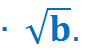 · √b.